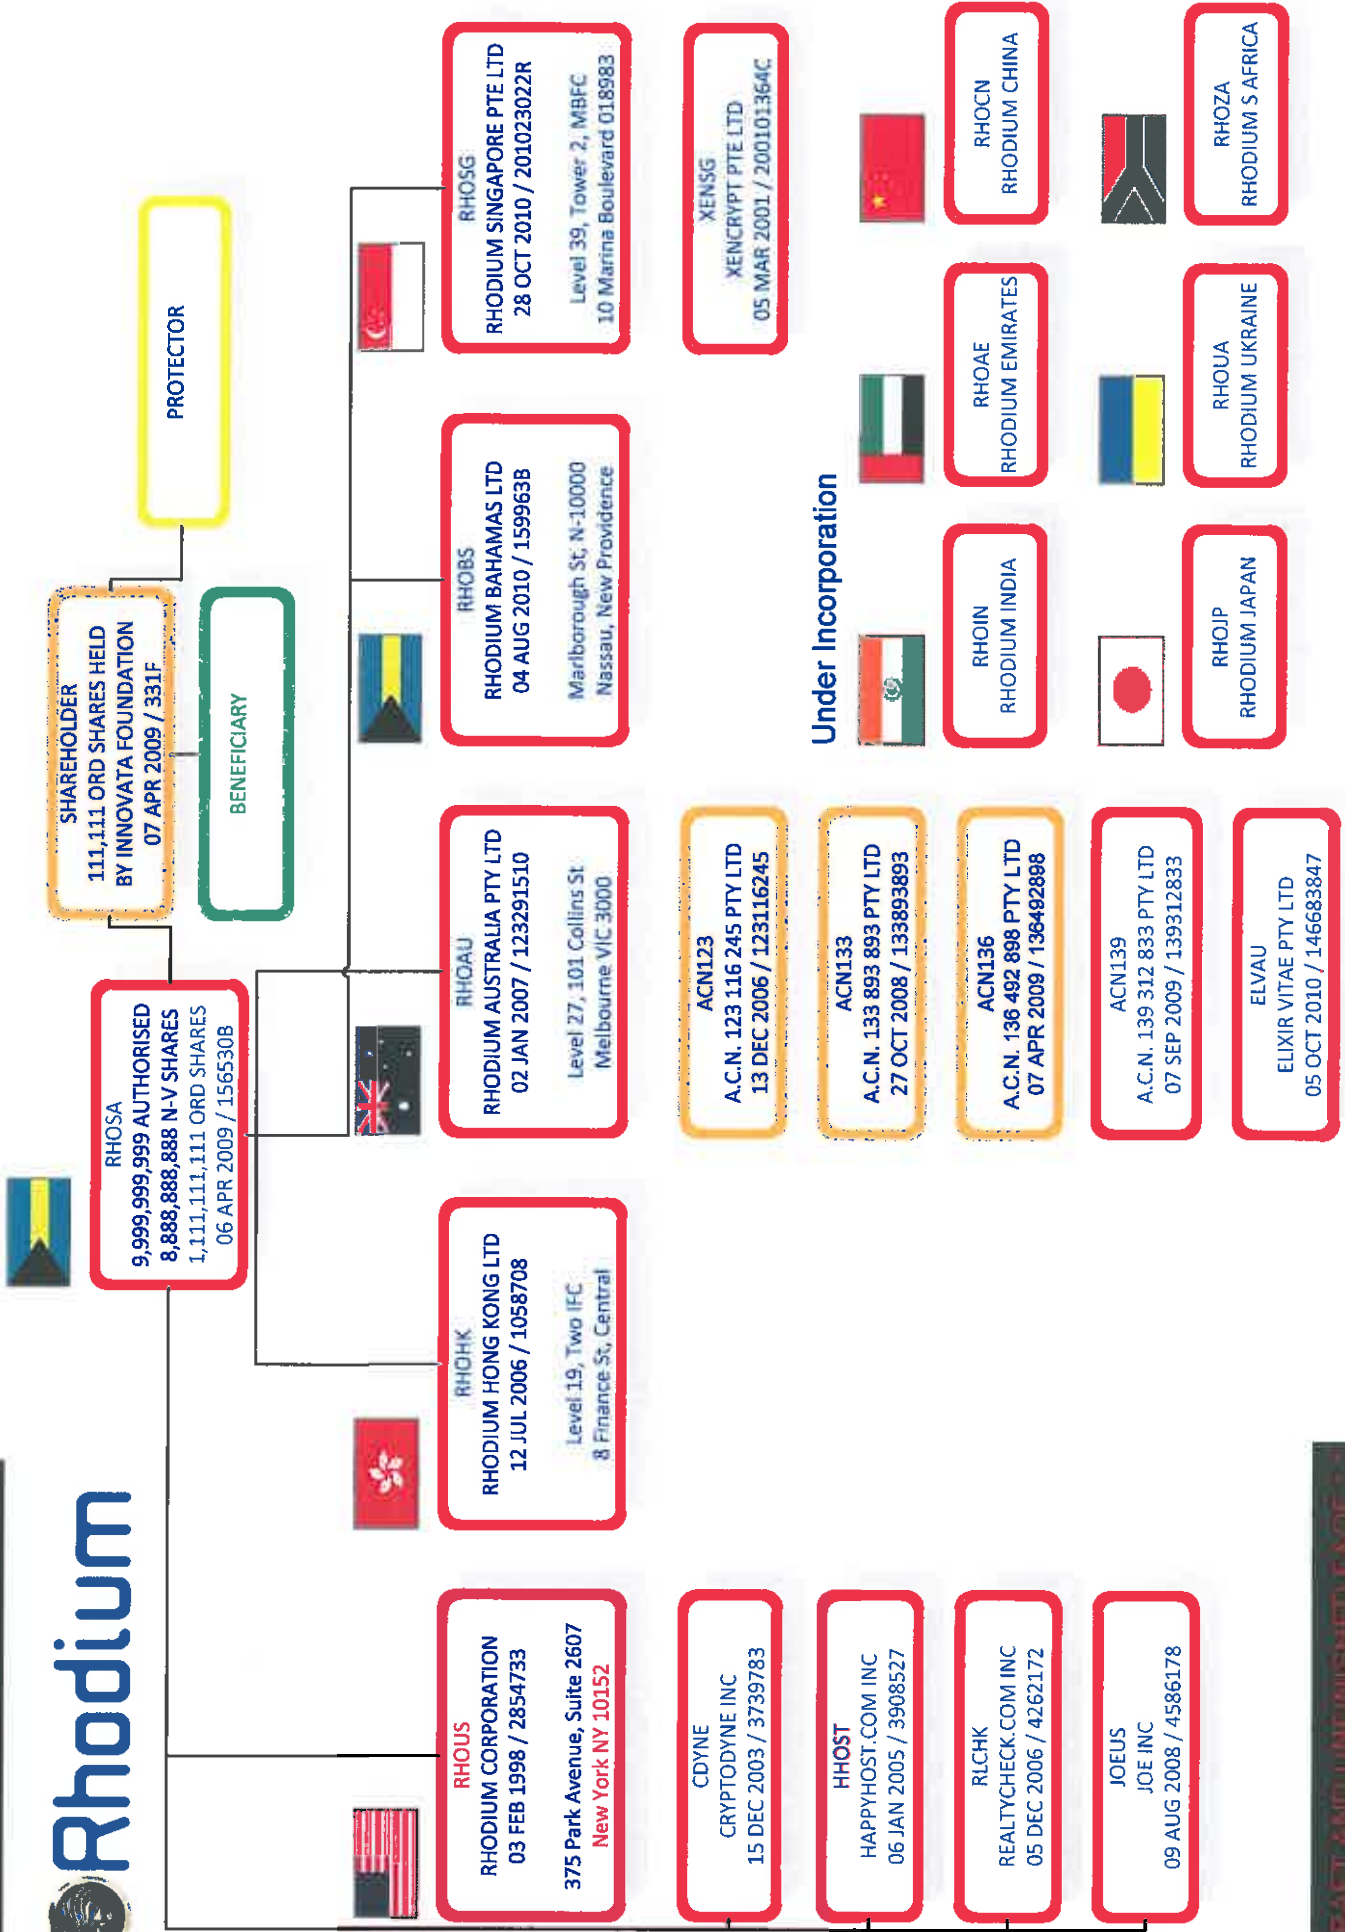 Rhodium
RHOSA
9,999,999,999 AUTHORISED
8,888,888,888 N-V SHARES
1,111,111,111 ORD SHARES
06 APR 2009 / 156530B
SHAREHOLDER
111,111 ORD SHARES HELD
BY INNOVATA FOUNDATION
07 APR 2009 / 331F
PROTECTOR
BENEFICIARY
RHOUS
RHODIUM CORPORATION
03 FEB 1998 / 2854733
375 Park Avenue, Suite 2607
New York NY 10152
RHOHK
RHODIUM HONG KONG LTD
12 JUL 2006 / 1058708
Level 19, Two IFC
8 Finance St, Central
RHOAU
RHODIUM AUSTRALIA PTY LTD
02 JAN 2007 / 123291510
Level 27, 101 Collins St
Melbourne VIC 3000
RHOBS
RHODIUM BAHAMAS LTD
04 AUG 2010 / 159963B
Marlborough St, N-10000
Nassau, New Providence
RHOSG
RHODIUM SINGAPORE PTE LTD
28 OCT 2010 / 201023022R
Level 39, Tower 2, MBFC
10 Marina Boulevard 018983
CDYNE
CRYPTODYNE INC
15 DEC 2003 / 3739783
HHOST
HAPPYHOST.COM INC
06 JAN 2005 / 3908527
RLCHK
REALTYCHECK.COM INC
05 DEC 2006 / 4262172
JOEUS
JOE INC
09 AUG 2008 / 4586178
ACN123
A.C.N. 123 116 245 PTY LTD
13 DEC 2006 / 123116245
ACN133
A.C.N. 133 893 893 PTY LTD
27 OCT 2008 / 133893893
ACN136
A.C.N. 136 492 898 PTY LTD
07 APR 2009 / 136492898
ACN139
A.C.N. 139 312 833 PTY LTD
07 SEP 2009 / 139312833
ELVAU
ELIXIR VITAE PTY LTD
05 OCT 2010 / 146683847
XENSG
XENCRYPT PTE LTD
05 MAR 2001 / 200101364C
Under Incorporation
RHOIN
RHODIUM INDIA
RHOAE
RHODIUM EMIRATES
RHOCN
RHODIUM CHINA
RHOJP
RHODIUM JAPAN
RHOUA
RHODIUM UKRAINE
RHOZA
RHODIUM S AFRICA